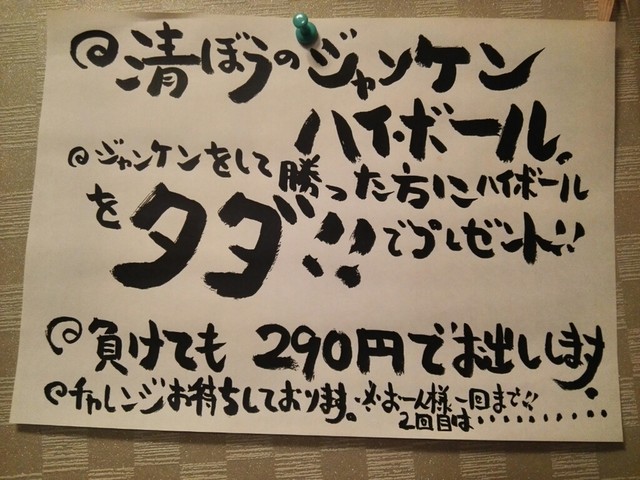 清ぼうのジャンケン
ハイボール。
ジャンケンをして勝った方にハイボール
をタダ!!でプレゼント!!
負けても290円でお出しします
チャレンジお待ちしております。※お一人様一回まで!!
2回目は・・・・・・・・・・